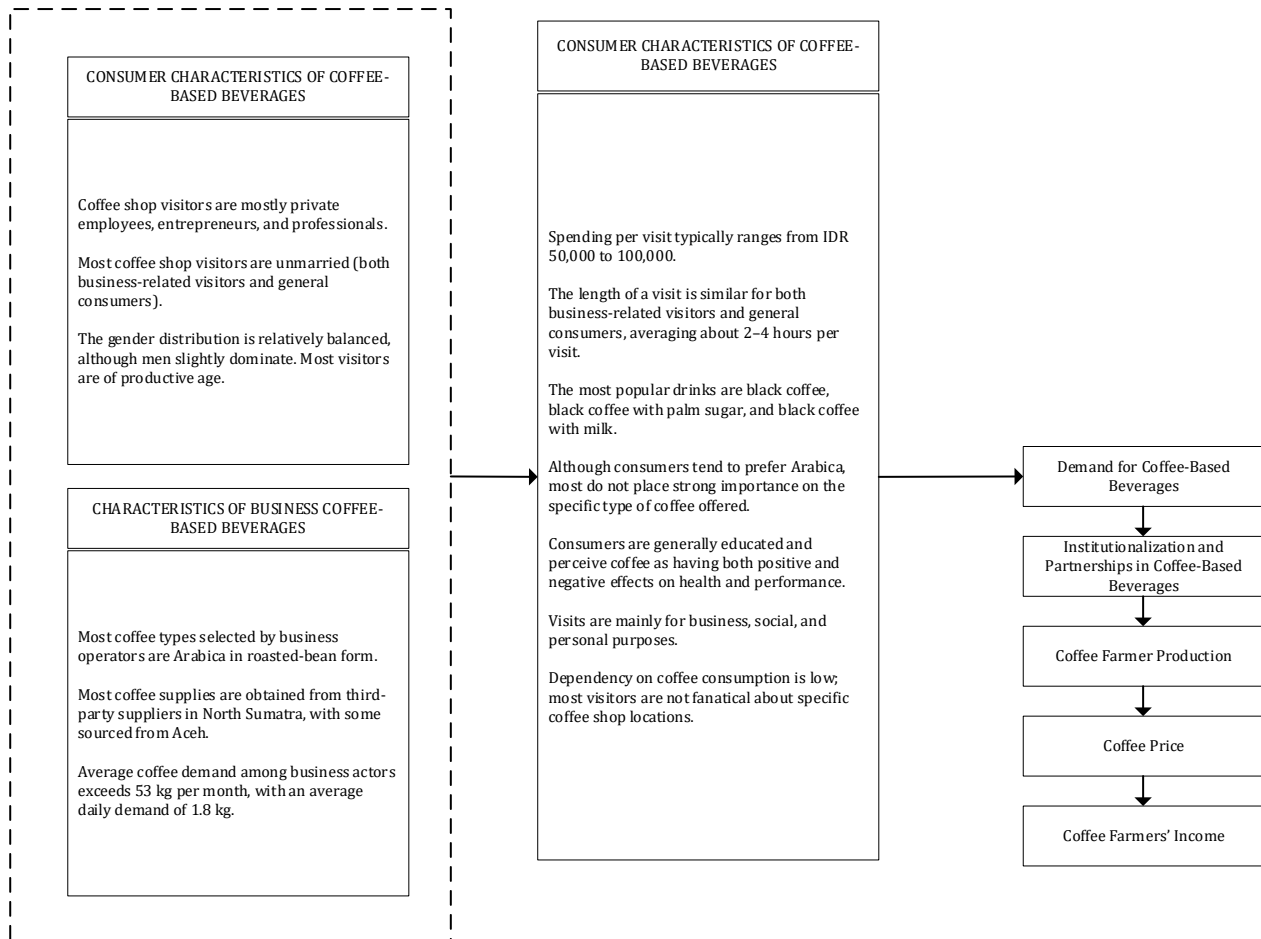 CONSUMER CHARACTERISTICS OF COFFEE-
BASED BEVERAGES
Coffee shop visitors are mostly private
employees, entrepreneurs, and professionals.
Most coffee shop visitors are unmarried (both
business-related visitors and general
consumers).
The gender distribution is relatively balanced,
although men slightly dominate. Most visitors
are of productive age.
CHARACTERISTICS OF BUSINESS COFFEE-
BASED BEVERAGES
Most coffee types selected by business
operators are Arabica in roasted-bean form.
Most coffee supplies are obtained from third-
party suppliers in North Sumatra, with some
sourced from Aceh.
Average coffee demand among business actors
exceeds 53 kg per month, with an average
daily demand of 1.8 kg.
CONSUMER CHARACTERISTICS OF COFFEE-
BASED BEVERAGES
Spending per visit typically ranges from IDR
50,000 to 100,000.
The length of a visit is similar for both
business-related visitors and general
consumers, averaging about 2–4 hours per
visit.
The most popular drinks are black coffee,
black coffee with palm sugar, and black coffee
with milk.
Although consumers tend to prefer Arabica,
most do not place strong importance on the
specific type of coffee offered.
Consumers are generally educated and
perceive coffee as having both positive and
negative effects on health and performance.
Visits are mainly for business, social, and
personal purposes.
Dependency on coffee consumption is low;
most visitors are not fanatical about specific
coffee shop locations.
Demand for Coffee-Based
Beverages
Institutionalization and
Partnerships in Coffee-Based
Beverages
Coffee Farmer Production
Coffee Price
Coffee Farmers’ Income